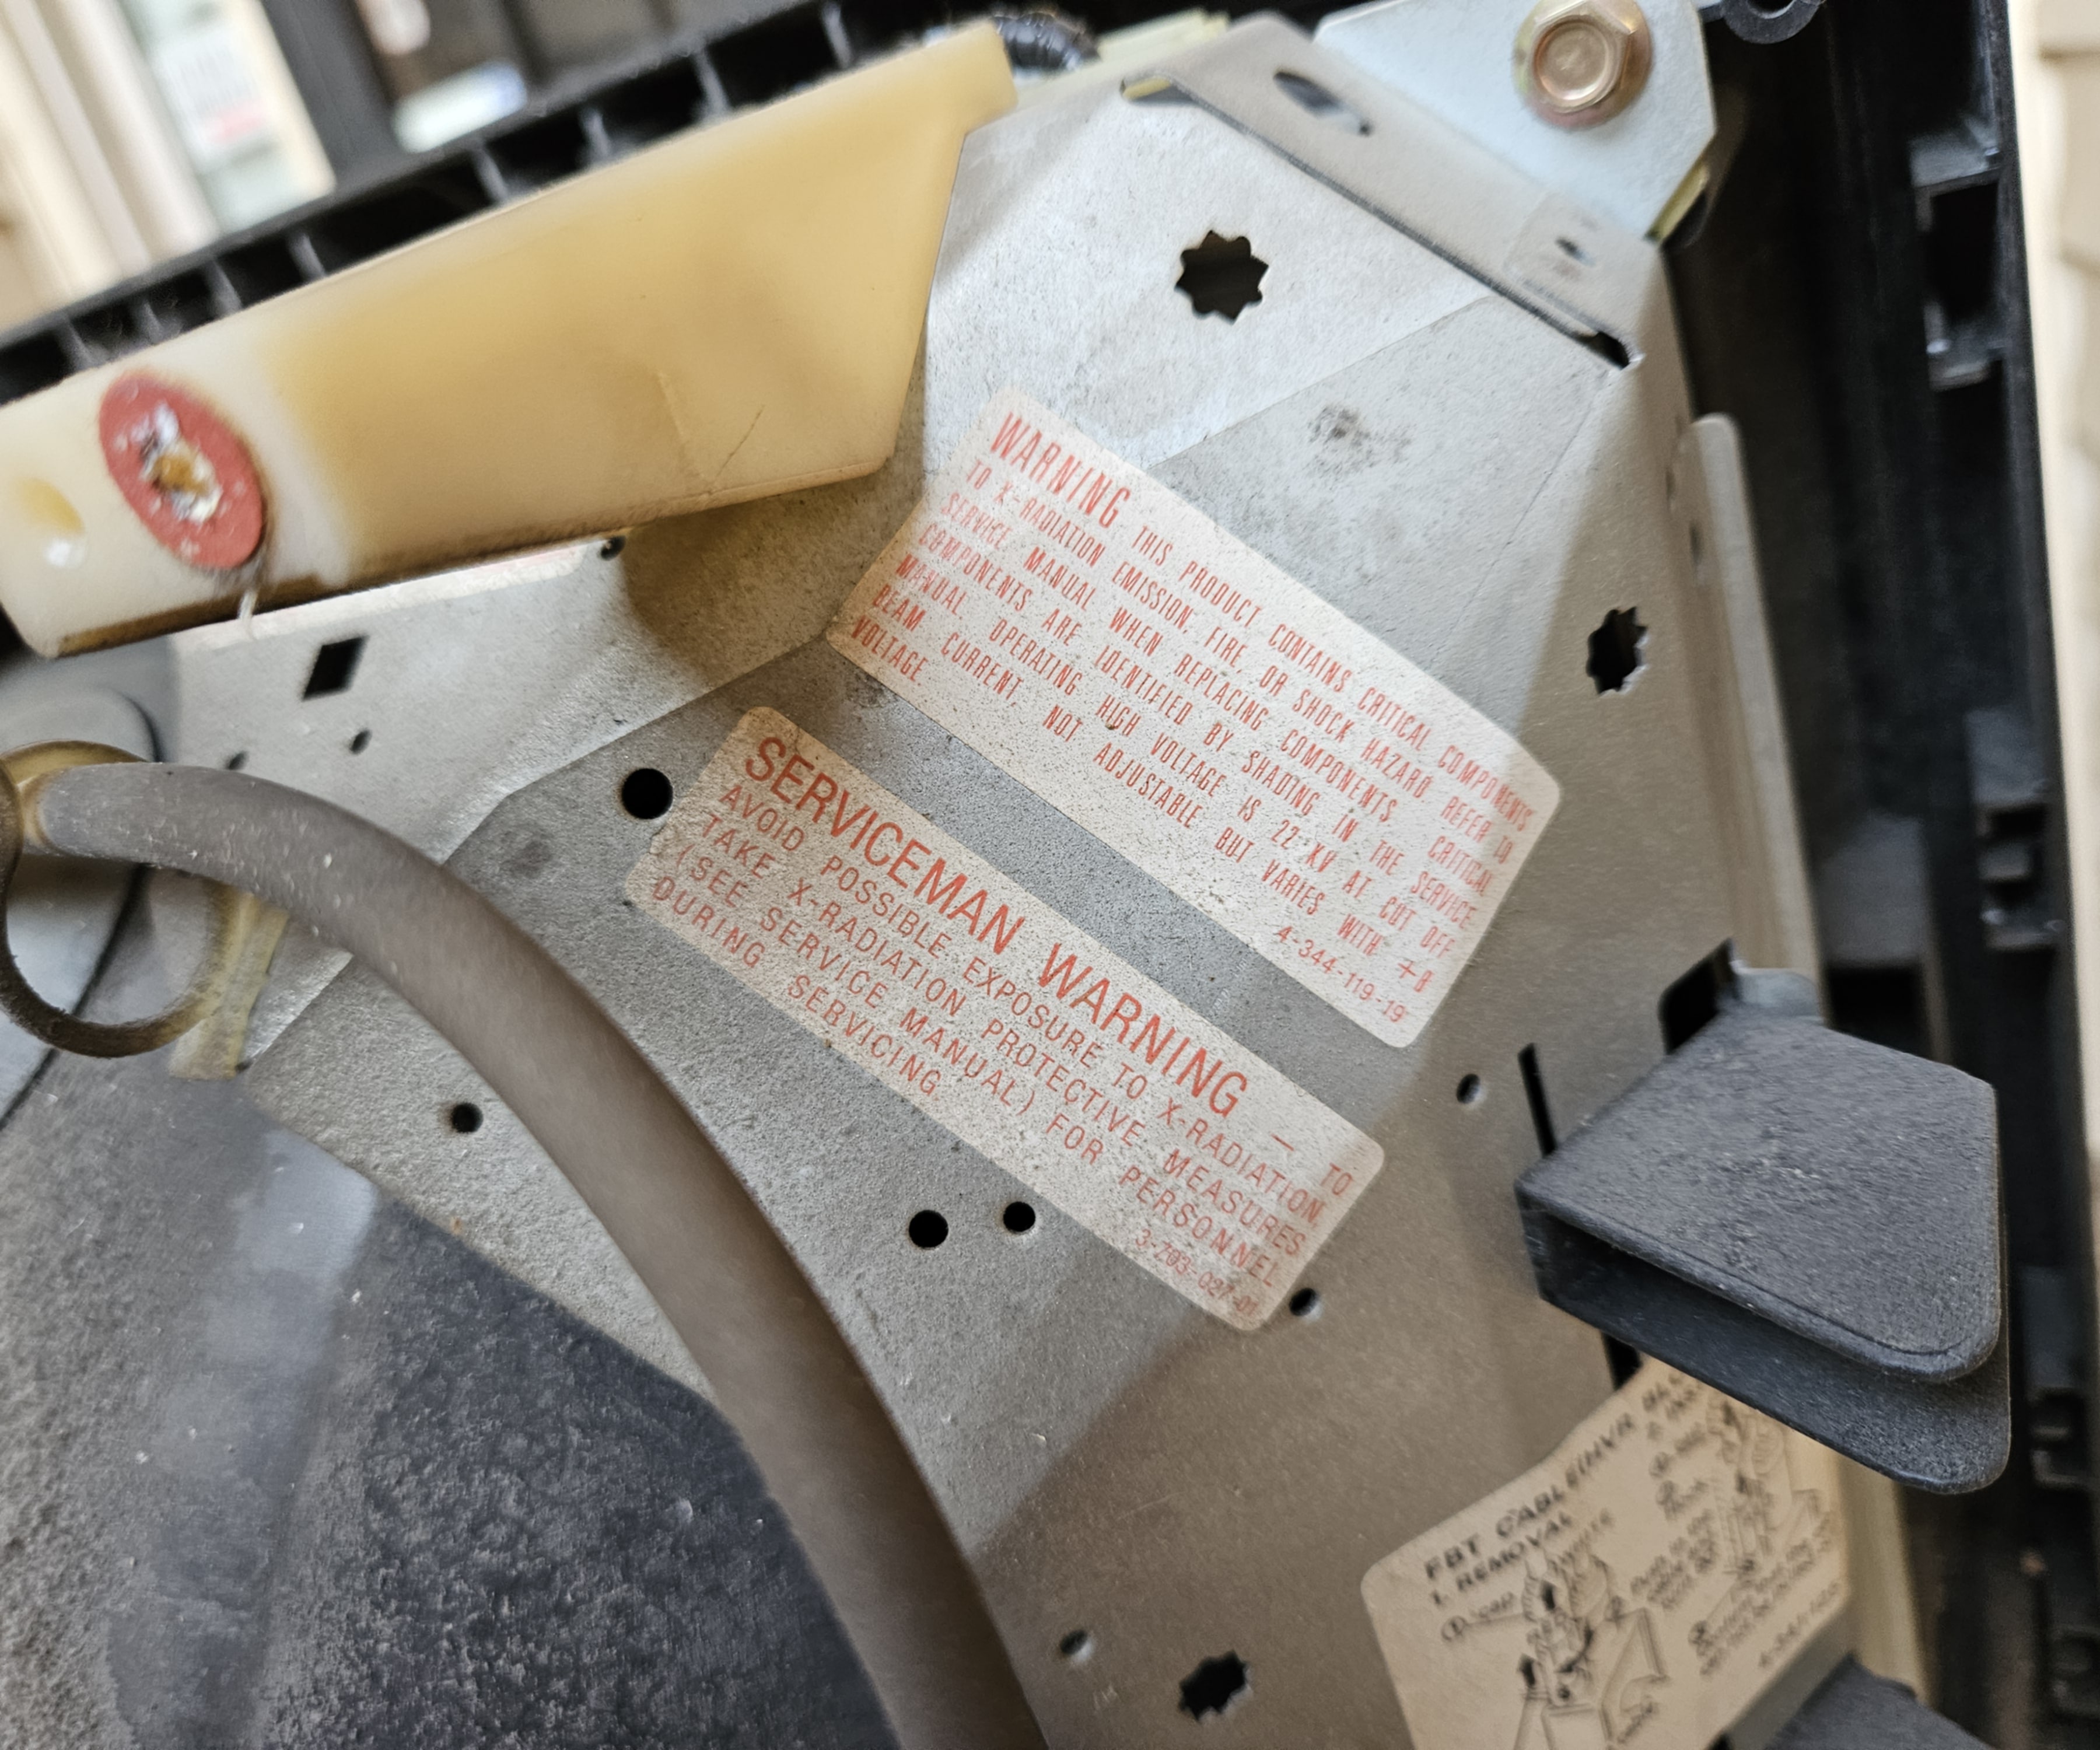 WARNING THIS PRODUCT CONTAINS CRITICAL COMPONENTS
TO X-RADIATION EMISSION, FIRE, OR SHOCK HAZARD. REFER TO
SERVICE MANUAL WHEN REPLACING COMPONENTS. CRITICAL
COMPONENTS ARE IDENTIFIED BY SHADING IN THE SERVICE
MANUAL. OPERATING HIGH VOLTAGE IS 22 KV AT CUT OFF
BEAM CURRENT, NOT ADJUSTABLE BUT VARIES WITH +B
VOLTAGE
4-344-119-19
SERVICEMAN WARNING — TO
AVOID POSSIBLE EXPOSURE TO X-RADIATION,
TAKE X-RADIATION PROTECTIVE MEASURES
(SEE SERVICE MANUAL) FOR PERSONNEL
DURING SERVICING.
3-703-027-01
FBT CABLE
1. REMOVAL
CAP